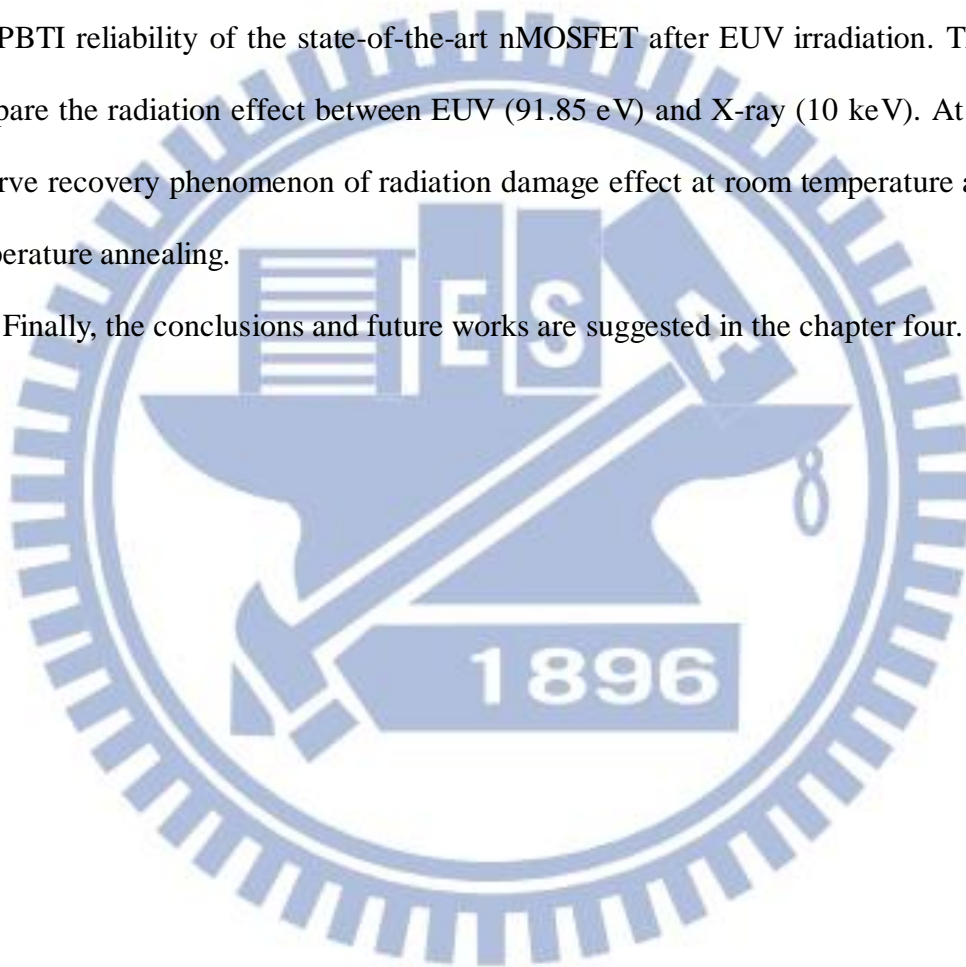 PBTI reliability of the state-of-the-art nMOSFET after EUV irradiation. T
pare the radiation effect between EUV (91.85 eV) and X-ray (10 keV). At
rve recovery phenomenon of radiation damage effect at room temperature a
perature annealing.
Finally, the conclusions and future works are suggested in the chapter four.
E S A
1896